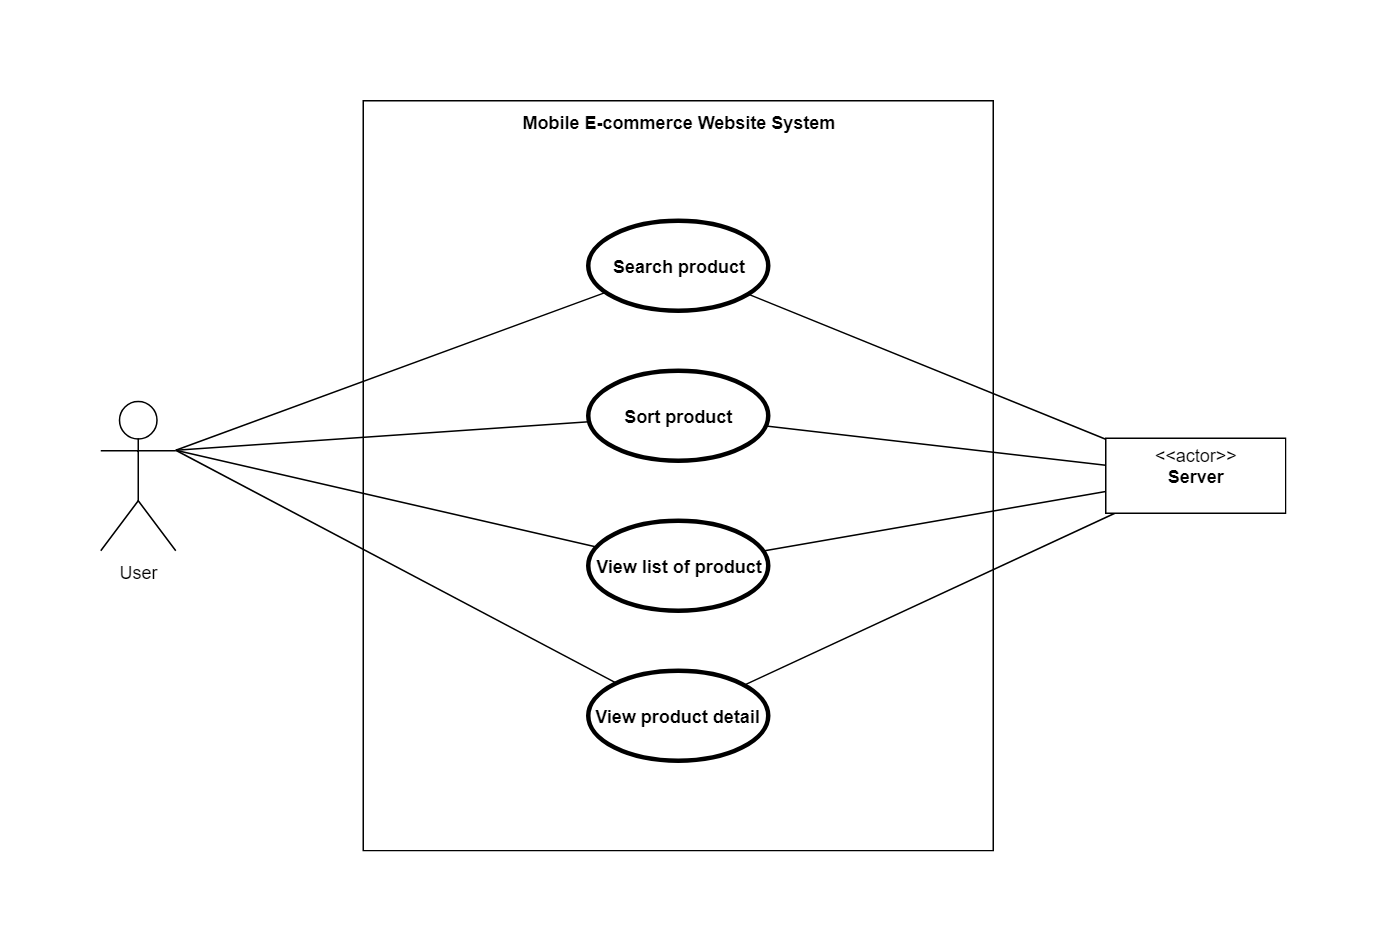 Mobile E-commerce Website System
Search product
Sort product
<<actor>>
Server
View list of product
User
View product detail